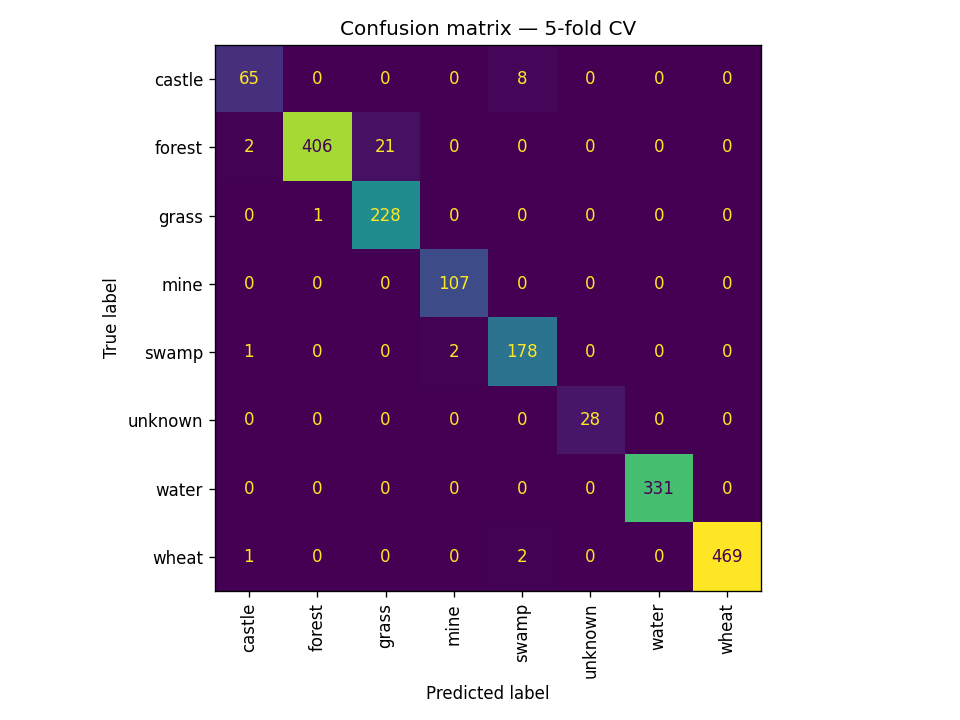 Confusion matrix — 5-fold CV
castle 65 0 0 0 8 0 0 0
forest 2 406 21 0 0 0 0 0
grass 0 1 228 0 0 0 0 0
mine 0 0 0 107 0 0 0 0
swamp 1 0 0 2 178 0 0 0
unknown 0 0 0 0 0 28 0 0
water 0 0 0 0 0 0 331 0
wheat 1 0 0 0 2 0 0 469
True label
castle forest grass mine swamp unknown water wheat
Predicted label